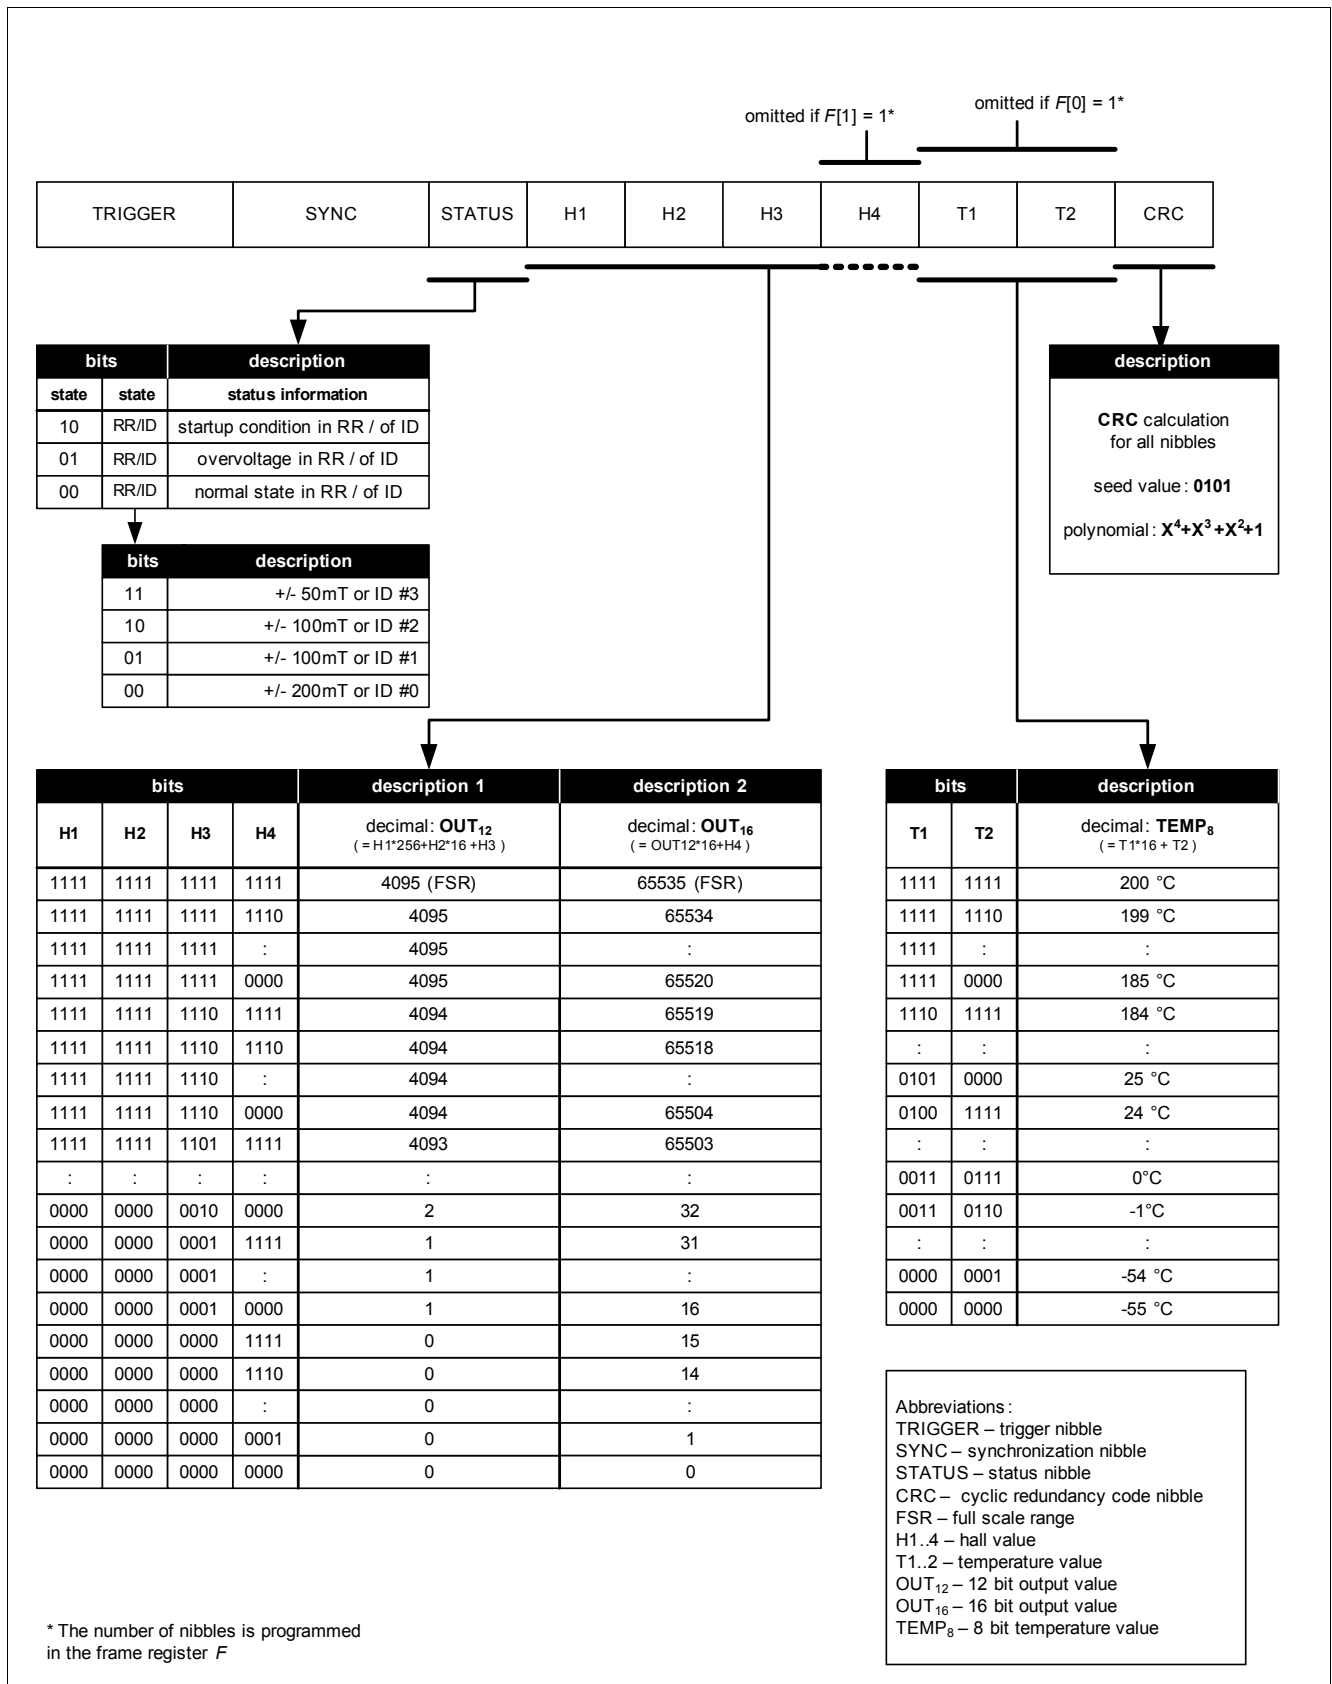 omitted if F[1] = 1*
omitted if F[0] = 1*
TRIGGER SYNC STATUS H1 H2 H3 H4 T1 T2 CRC
bits description
state state status information
10 RR/ID startup condition in RR / of ID
01 RR/ID overvoltage in RR / of ID
00 RR/ID normal state in RR / of ID
bits description
11 +/- 50mT or ID #3
10 +/- 100mT or ID #2
01 +/- 100mT or ID #1
00 +/- 200mT or ID #0
description
CRC calculation
for all nibbles
seed value: 0101
polynomial: X⁴+X³+X²+1
bits description 1 description 2
H1 H2 H3 H4 decimal: OUT₁₂ decimal: OUT₁₆
( = H1*256+H2*16 +H3 ) ( = OUT12*16+H4 )
1111 1111 1111 1111 4095 (FSR) 65535 (FSR)
1111 1111 1111 1110 4095 65534
1111 1111 1111 : 4095 :
1111 1111 1111 0000 4095 65520
1111 1111 1110 1111 4094 65519
1111 1111 1110 1110 4094 65518
1111 1111 1110 : 4094 :
1111 1111 1110 0000 4094 65504
1111 1111 1101 1111 4093 65503
: : : : : :
0000 0000 0010 0000 2 32
0000 0000 0001 1111 1 31
0000 0000 0001 : 1 :
0000 0000 0001 0000 1 16
0000 0000 0000 1111 0 15
0000 0000 0000 1110 0 14
0000 0000 0000 : 0 :
0000 0000 0000 0001 0 1
0000 0000 0000 0000 0 0
bits description
T1 T2 decimal: TEMP₈
( = T1*16 + T2 )
1111 1111 200 °C
1111 1110 199 °C
1111 : :
1111 0000 185 °C
1110 1111 184 °C
: : :
0101 0000 25 °C
0100 1111 24 °C
: : :
0011 0111 0°C
0011 0110 -1°C
: : :
0000 0001 -54 °C
0000 0000 -55 °C
Abbreviations:
TRIGGER – trigger nibble
SYNC – synchronization nibble
STATUS – status nibble
CRC – cyclic redundancy code nibble
FSR – full scale range
H1..4 – hall value
T1..2 – temperature value
OUT₁₂ – 12 bit output value
OUT₁₆ – 16 bit output value
TEMP₈ – 8 bit temperature value
* The number of nibbles is programmed
in the frame register F